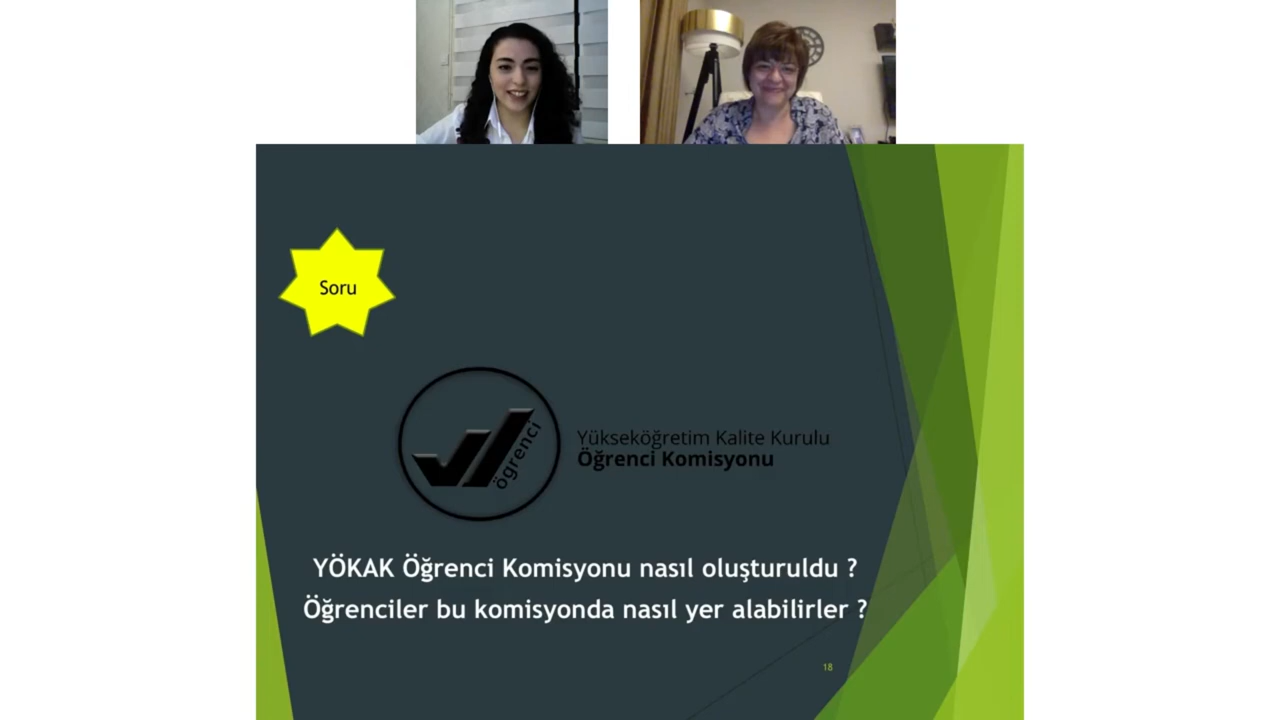 Soru
öğrenci
Yükseköğretim Kalite Kurulu
Öğrenci Komisyonu
YÖKAK Öğrenci Komisyonu nasıl oluşturuldu ?
Öğrenciler bu komisyonda nasıl yer alabilirler ?
18